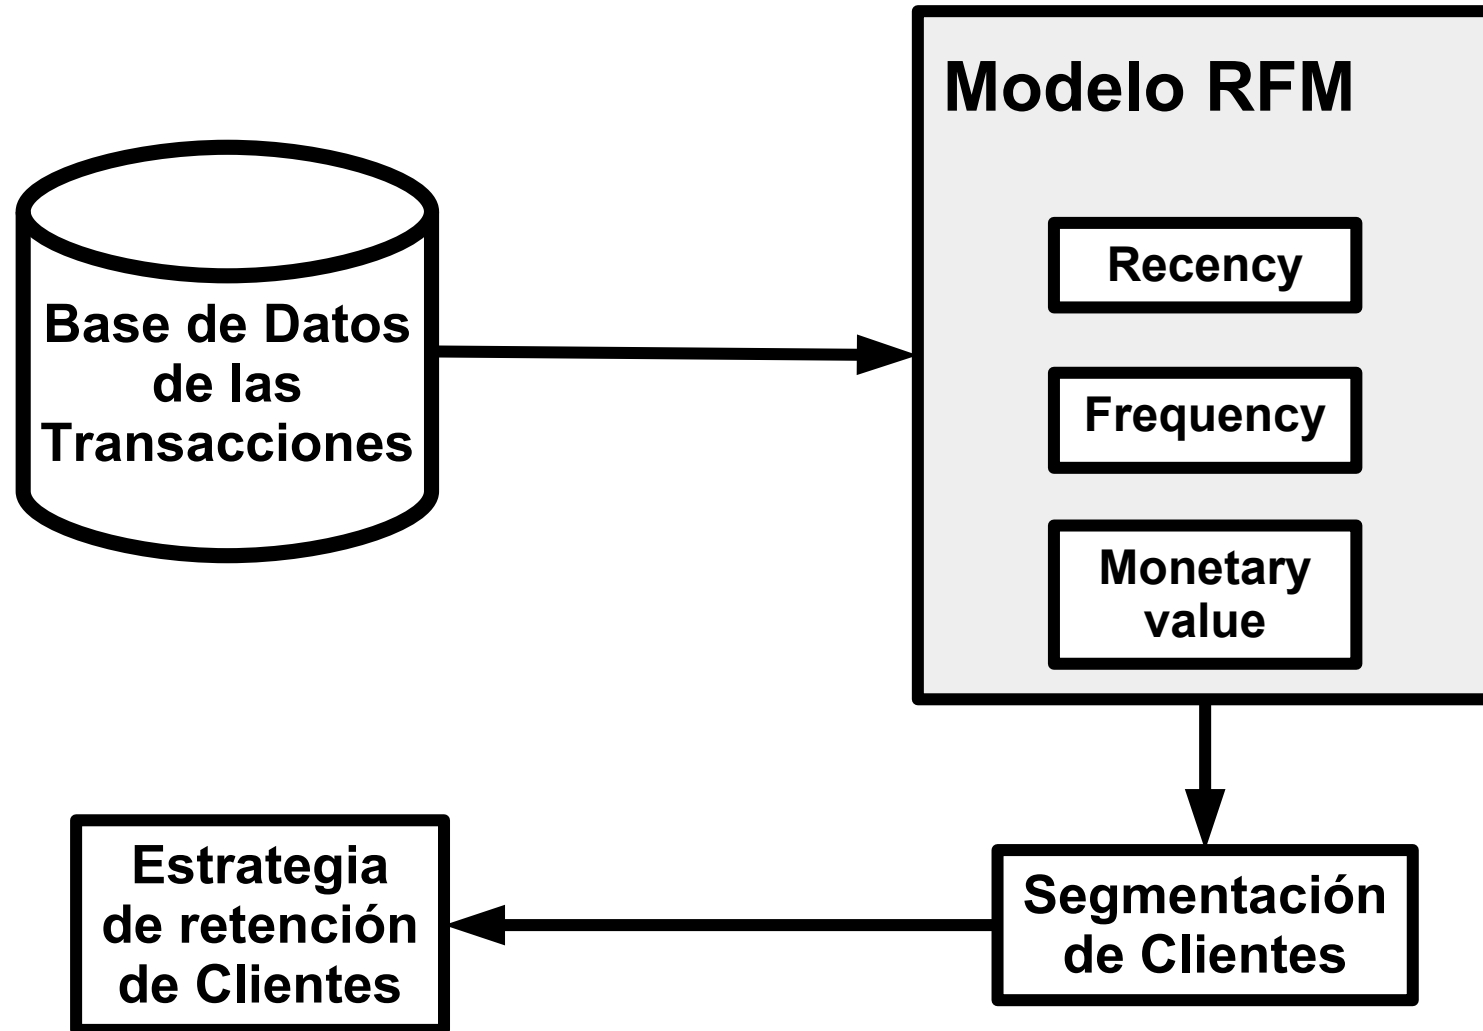 Modelo RFM
Base de Datos
de las
Transacciones
Recency
Frequency
Monetary
value
Segmentación
de Clientes
Estrategia
de retención
de Clientes